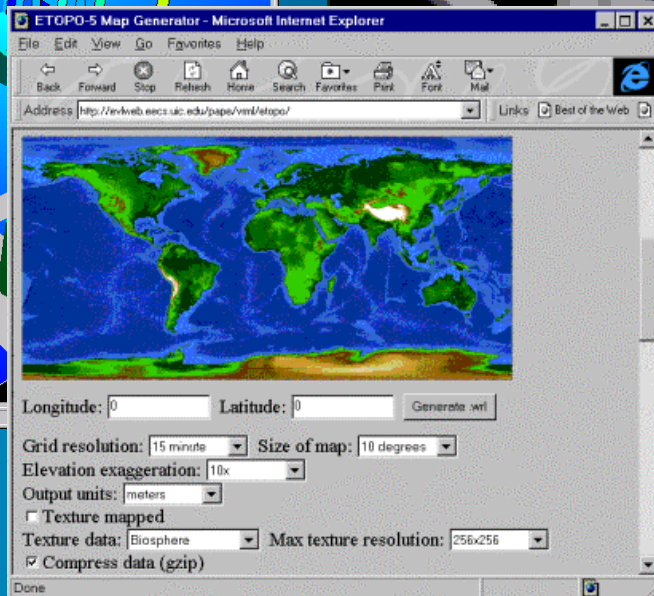 ETOPO-5 Map Generator - Microsoft Internet Explorer
File Edit View Go Favorites Help
Back Forward Stop Refresh Home Search Favorites Print Font Mail
Address http://evlweb.eecs.uic.edu/pape/vrml/etopo/ Links Best of the Web
Longitude: 0 Latitude: 0 Generate .wrl
Grid resolution: 15 minute Size of map: 10 degrees
Elevation exaggeration: 10x
Output units: meters
Texture mapped
Texture data: Biosphere Max texture resolution: 256x256
Compress data (gzip)
Done